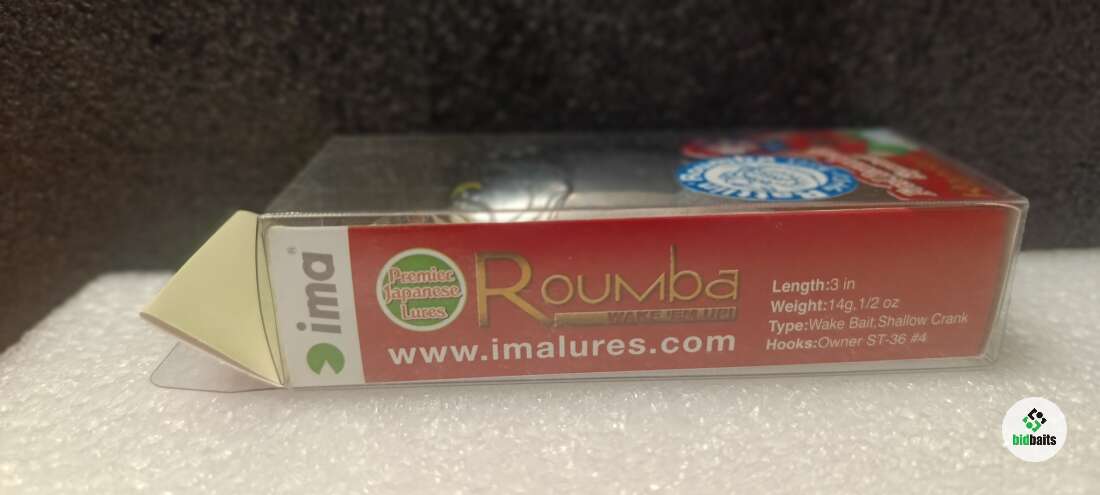 ima®
Premier
Japanese
Lures
Roumba
WAKE 'EM UP!
www.imalures.com
Length:3 in
Weight:14g,1/2 oz
Type:Wake Bait,Shallow Crank
Hooks:Owner ST-36 #4
bidbaits